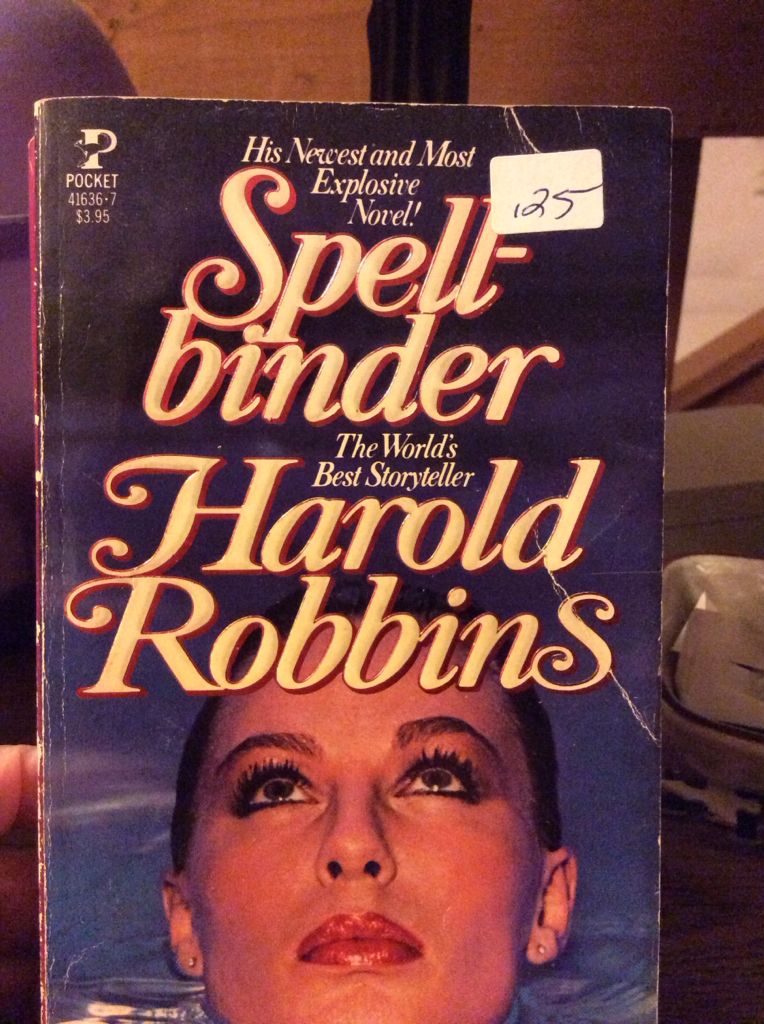 P
POCKET
41636·7
$3.95
His Newest and Most
Explosive
Novel!
125
Spell-
binder
The World's
Best Storyteller
Harold
Robbins